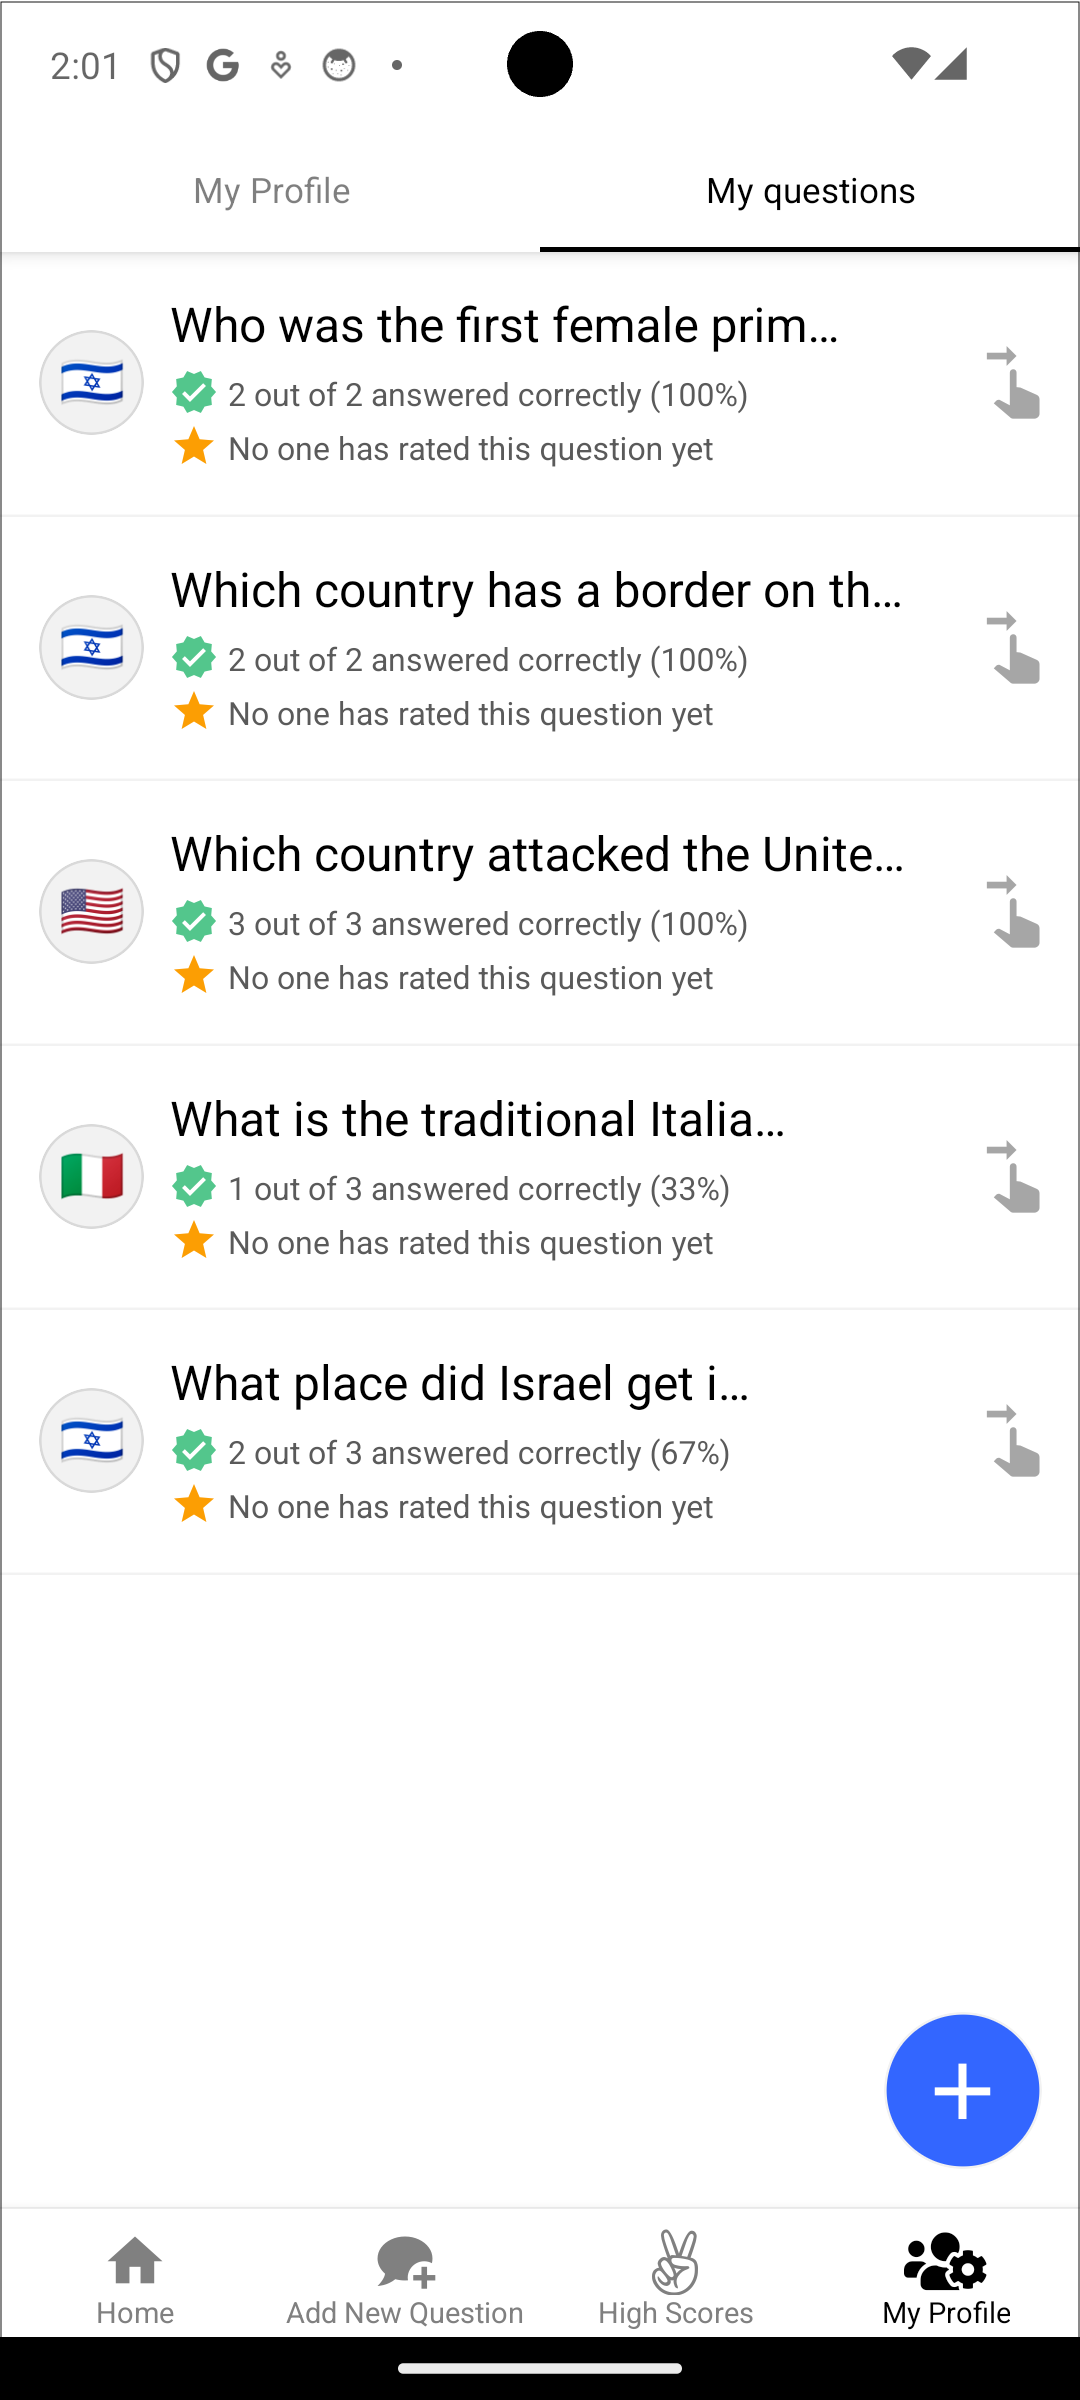 2:01
My Profile
My questions
Who was the first female prim...
2 out of 2 answered correctly (100%)
No one has rated this question yet
Which country has a border on th...
2 out of 2 answered correctly (100%)
No one has rated this question yet
Which country attacked the Unite...
3 out of 3 answered correctly (100%)
No one has rated this question yet
What is the traditional Italia...
1 out of 3 answered correctly (33%)
No one has rated this question yet
What place did Israel get i...
2 out of 3 answered correctly (67%)
No one has rated this question yet
Home
Add New Question
High Scores
My Profile